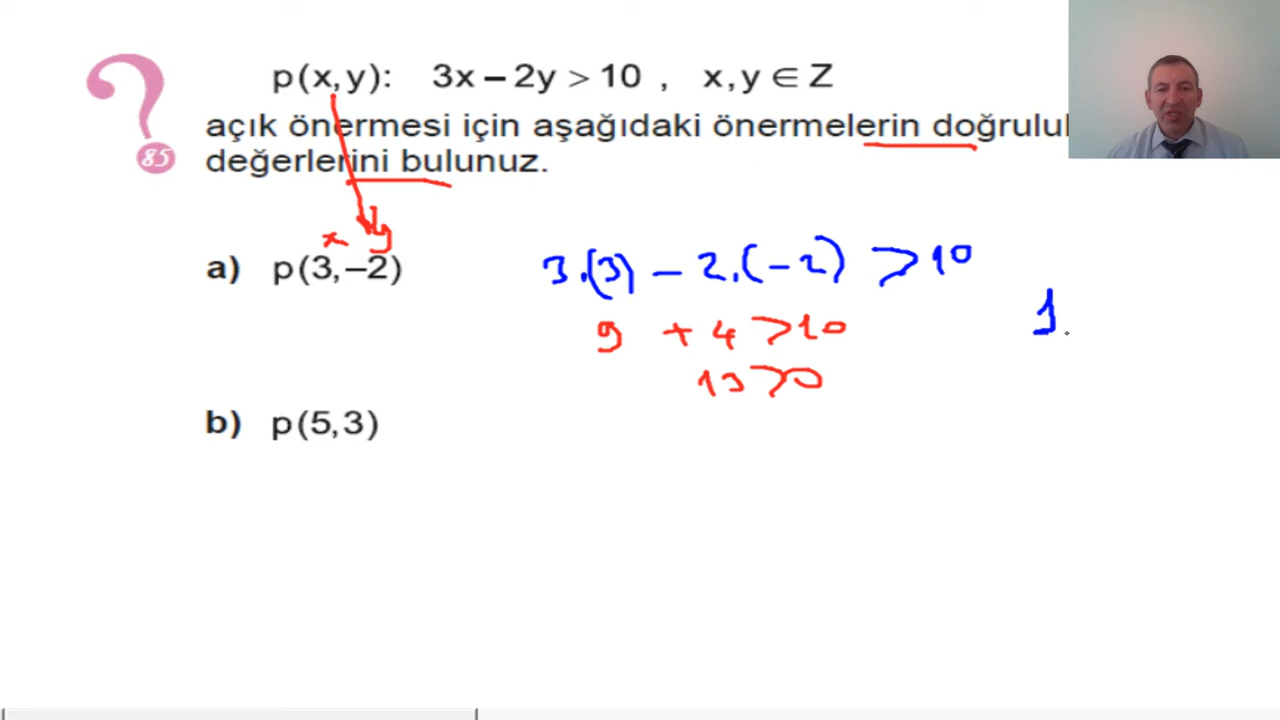 p(x,y): 3x – 2y > 10 , x,y ∈ Z
açık önermesi için aşağıdaki önermelerin doğrulul
85
değerlerini bulunuz.
x y
a) p(3,–2) 3.(3) – 2.(–2) > 10
1.
9 + 4 > 10
13 > 0
b) p(5,3)